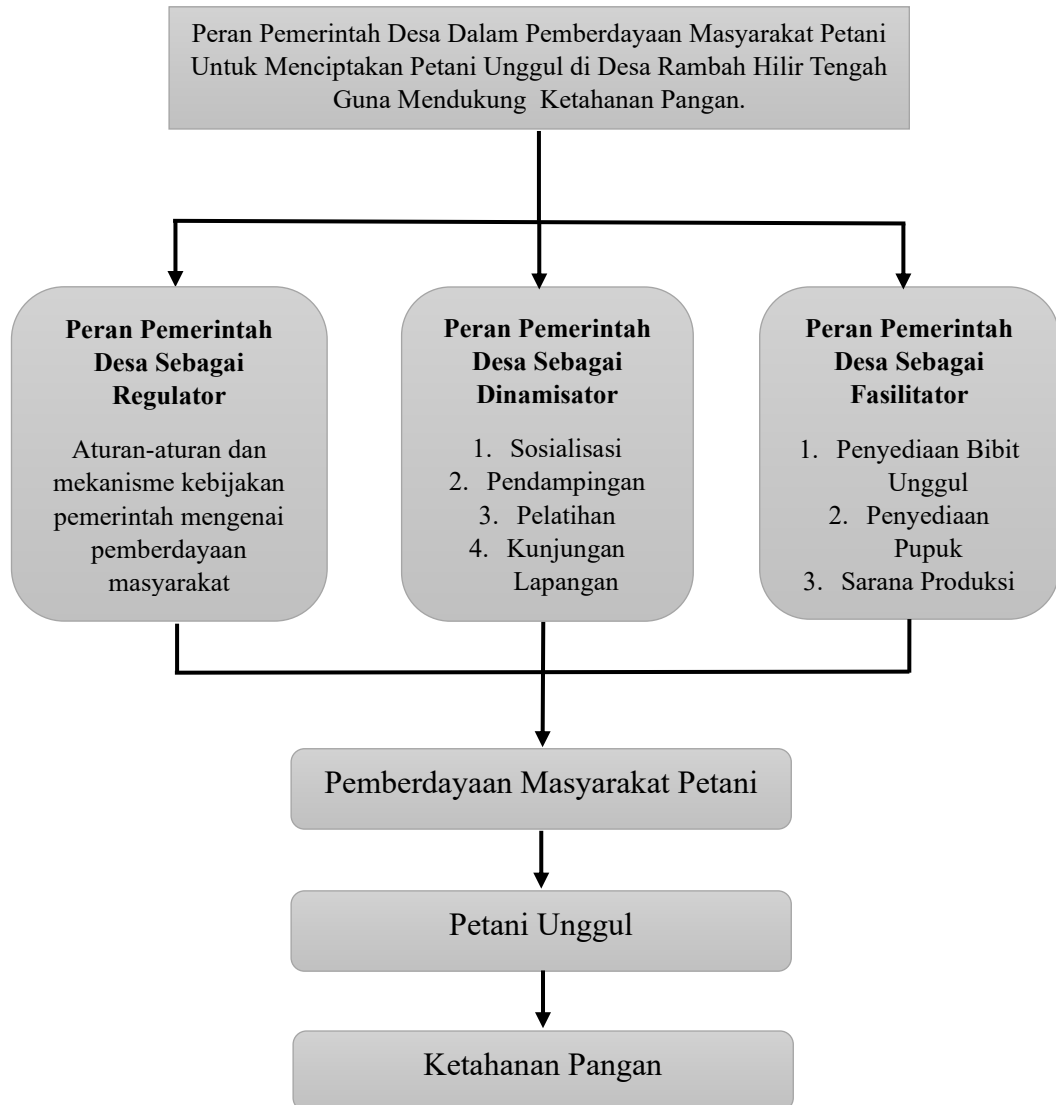 Peran Pemerintah Desa Dalam Pemberdayaan Masyarakat Petani
Untuk Menciptakan Petani Unggul di Desa Rambah Hilir Tengah
Guna Mendukung Ketahanan Pangan.
Peran Pemerintah
Desa Sebagai
Regulator
Aturan-aturan dan
mekanisme kebijakan
pemerintah mengenai
pemberdayaan
masyarakat
Peran Pemerintah
Desa Sebagai
Dinamisator
1. Sosialisasi
2. Pendampingan
3. Pelatihan
4. Kunjungan
Lapangan
Peran Pemerintah
Desa Sebagai
Fasilitator
1. Penyediaan Bibit
Unggul
2. Penyediaan
Pupuk
3. Sarana Produksi
Pemberdayaan Masyarakat Petani
Petani Unggul
Ketahanan Pangan